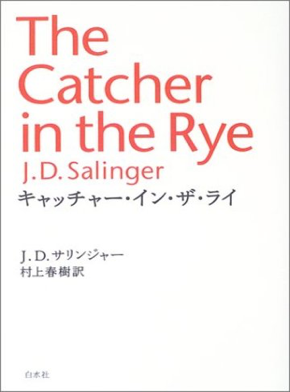 The
Catcher
in the Rye
J.D. Salinger
キャッチャー・イン・ザ・ライ
J.D.サリンジャー
村上春樹訳
白水社